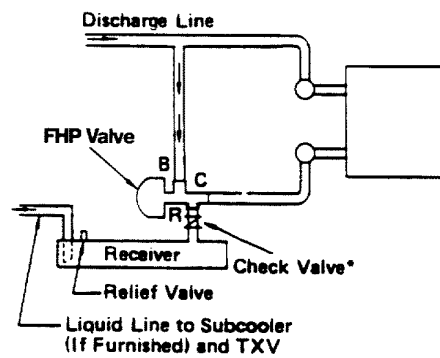 Discharge Line
FHP Valve
B
C
R
Receiver
Check Valve*
Relief Valve
Liquid Line to Subcooler
(If Furnished) and TXV